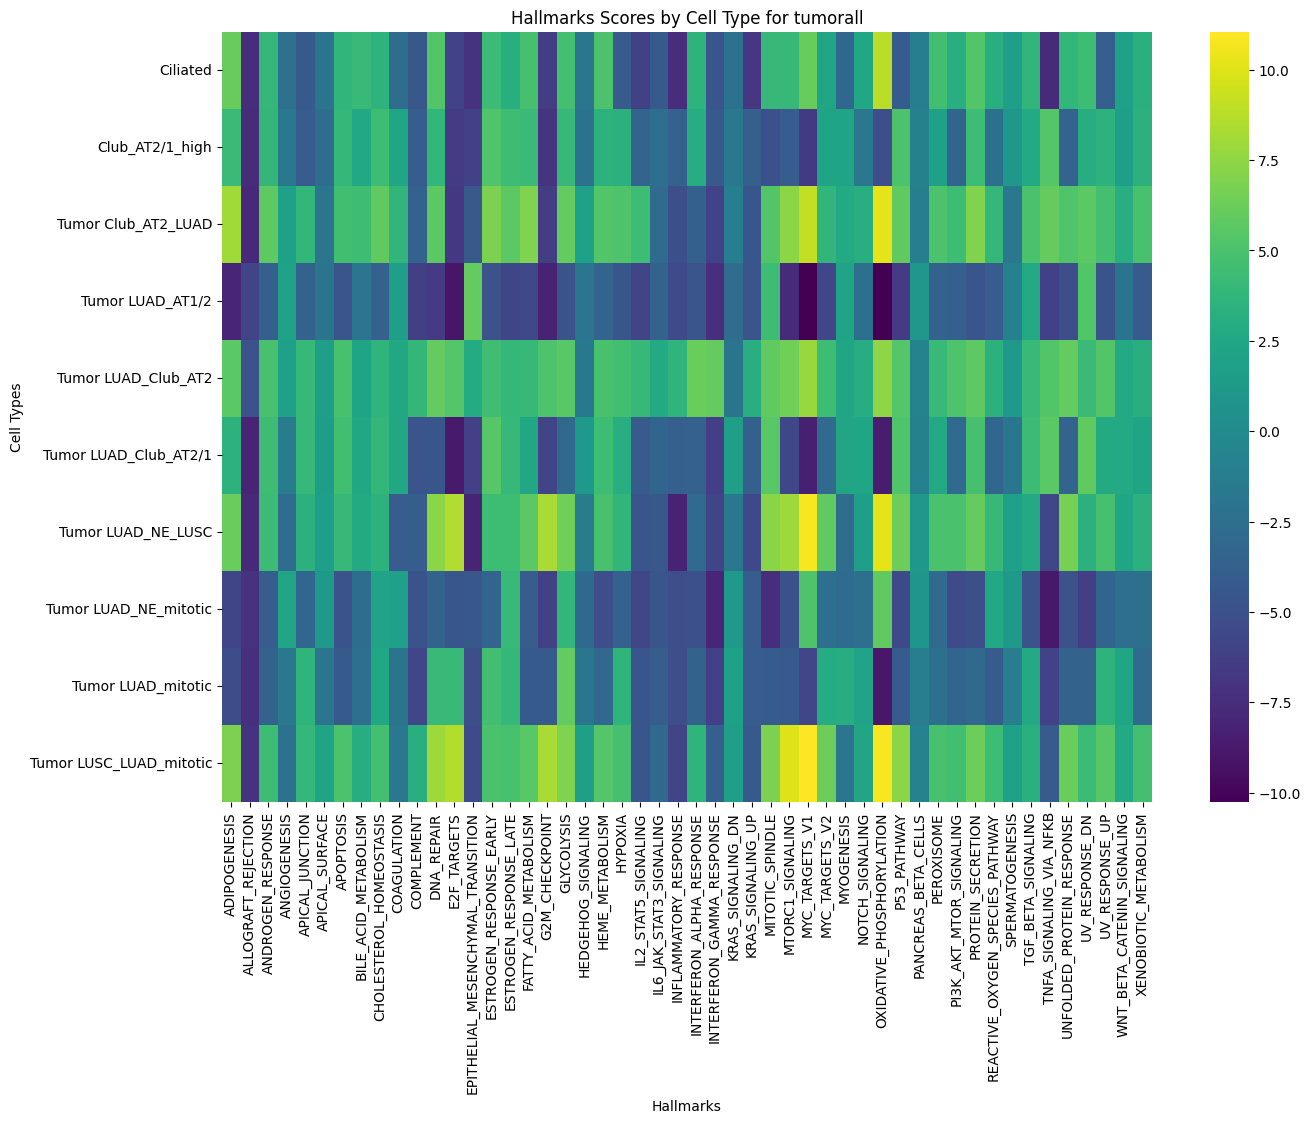 Hallmarks Scores by Cell Type for tumorall
Cell Types
Ciliated
Club_AT2/1_high
Tumor Club_AT2_LUAD
Tumor LUAD_AT1/2
Tumor LUAD_Club_AT2
Tumor LUAD_Club_AT2/1
Tumor LUAD_NE_LUSC
Tumor LUAD_NE_mitotic
Tumor LUAD_mitotic
Tumor LUSC_LUAD_mitotic
ADIPOGENESIS
ALLOGRAFT_REJECTION
ANDROGEN_RESPONSE
ANGIOGENESIS
APICAL_JUNCTION
APICAL_SURFACE
APOPTOSIS
BILE_ACID_METABOLISM
CHOLESTEROL_HOMEOSTASIS
COAGULATION
COMPLEMENT
DNA_REPAIR
E2F_TARGETS
EPITHELIAL_MESENCHYMAL_TRANSITION
ESTROGEN_RESPONSE_EARLY
ESTROGEN_RESPONSE_LATE
FATTY_ACID_METABOLISM
G2M_CHECKPOINT
GLYCOLYSIS
HEDGEHOG_SIGNALING
HEME_METABOLISM
HYPOXIA
IL2_STAT5_SIGNALING
IL6_JAK_STAT3_SIGNALING
INFLAMMATORY_RESPONSE
INTERFERON_ALPHA_RESPONSE
INTERFERON_GAMMA_RESPONSE
KRAS_SIGNALING_DN
KRAS_SIGNALING_UP
MITOTIC_SPINDLE
MTORC1_SIGNALING
MYC_TARGETS_V1
MYC_TARGETS_V2
MYOGENESIS
NOTCH_SIGNALING
OXIDATIVE_PHOSPHORYLATION
P53_PATHWAY
PANCREAS_BETA_CELLS
PEROXISOME
PI3K_AKT_MTOR_SIGNALING
PROTEIN_SECRETION
REACTIVE_OXYGEN_SPECIES_PATHWAY
SPERMATOGENESIS
TGF_BETA_SIGNALING
TNFA_SIGNALING_VIA_NFKB
UNFOLDED_PROTEIN_RESPONSE
UV_RESPONSE_DN
UV_RESPONSE_UP
WNT_BETA_CATENIN_SIGNALING
XENOBIOTIC_METABOLISM
Hallmarks
10.0
7.5
5.0
2.5
0.0
−2.5
−5.0
−7.5
−10.0